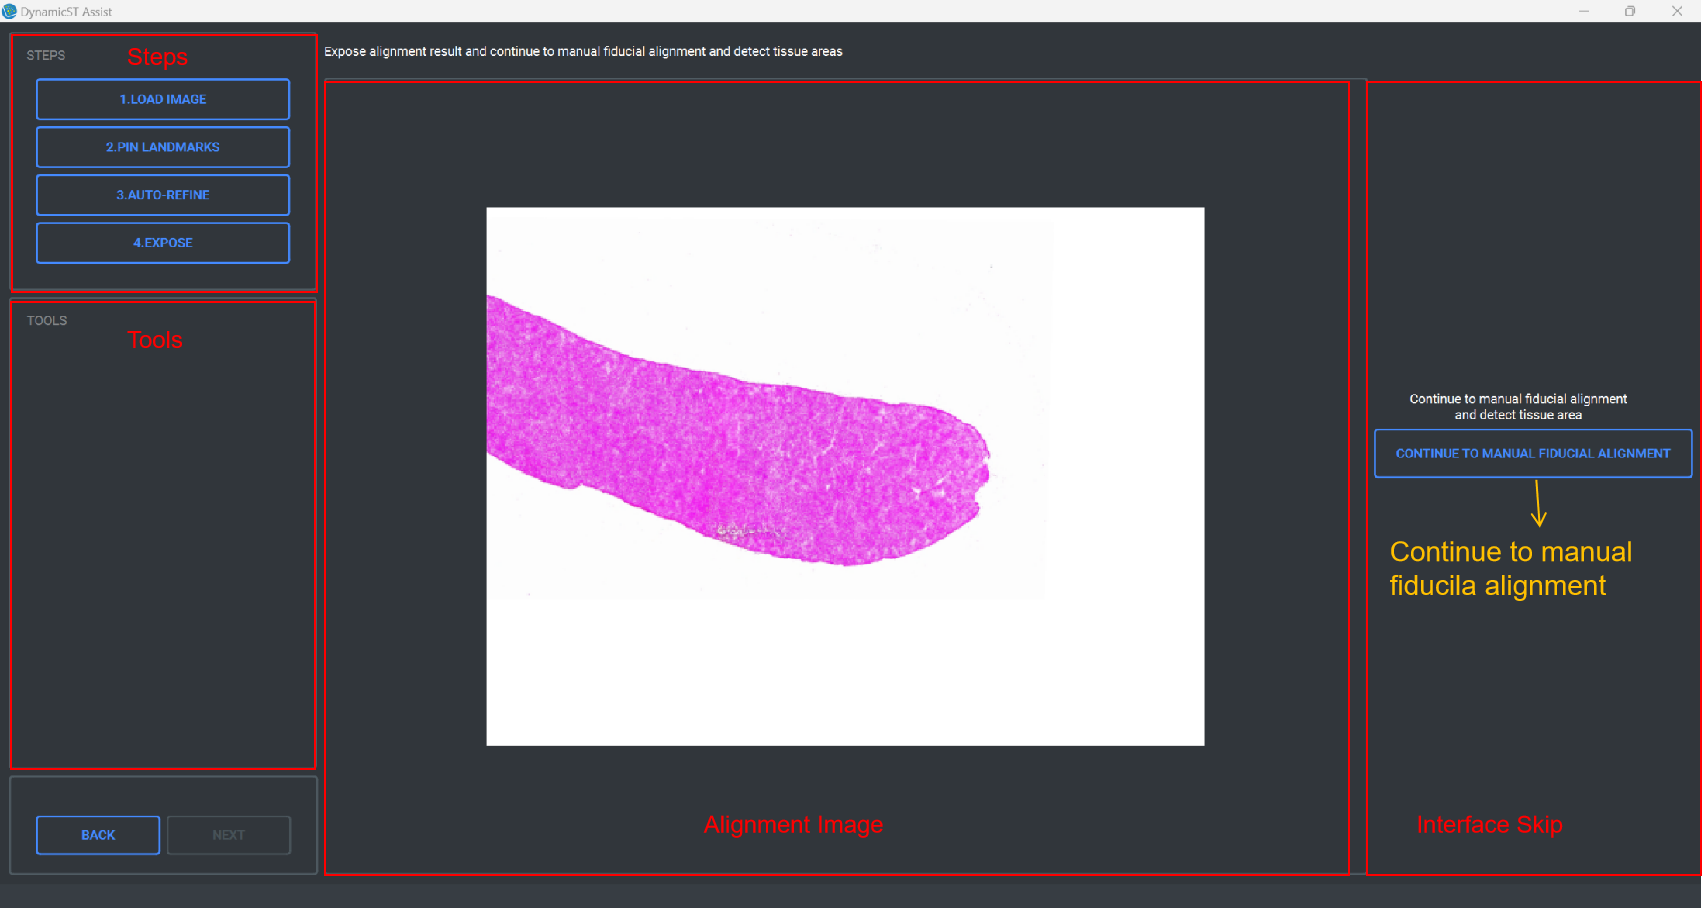 DynamicST Assist
STEPS
Steps
1.LOAD IMAGE
2.PIN LANDMARKS
3.AUTO-REFINE
4.EXPOSE
TOOLS
Tools
BACK
NEXT
Expose alignment result and continue to manual fiducial alignment and detect tissue areas
Alignment Image
Continue to manual fiducial alignment
and detect tissue area
CONTINUE TO MANUAL FIDUCIAL ALIGNMENT
Continue to manual
fiducila alignment
Interface Skip